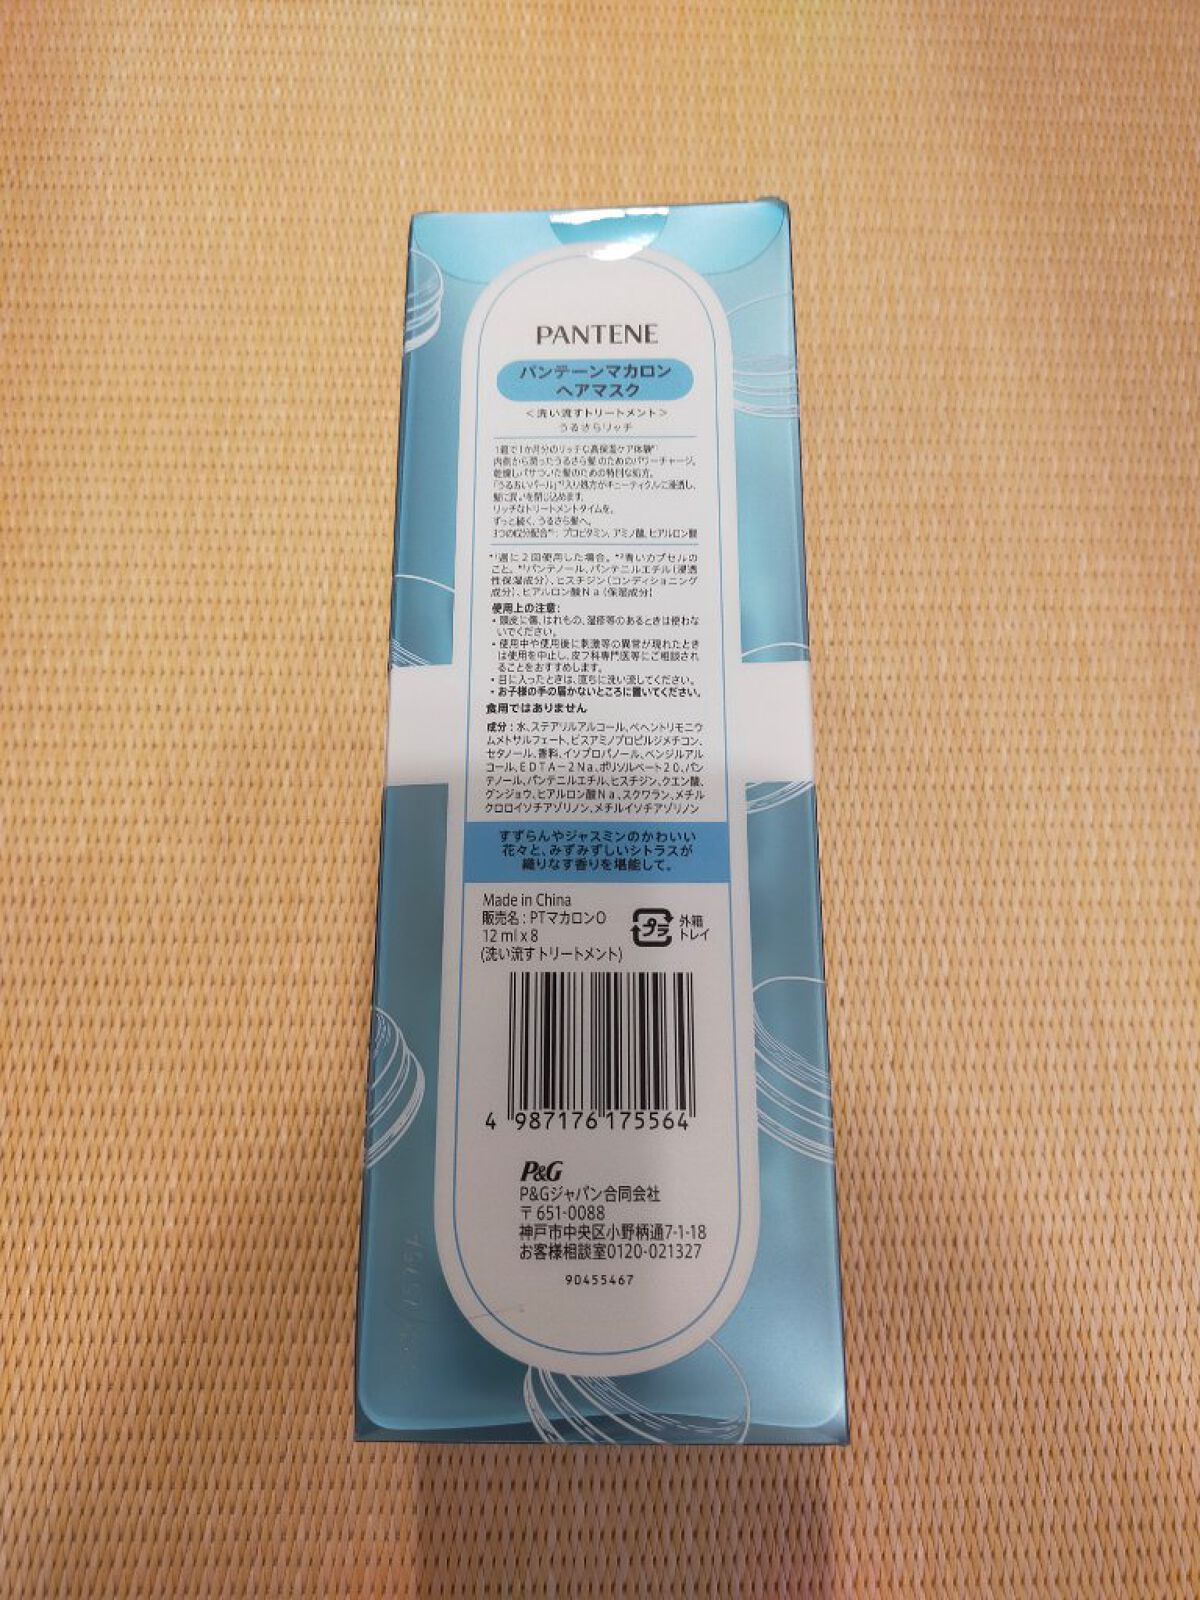 PANTENE
パンテーンマカロン
ヘアマスク
＜洗い流すトリートメント＞
うるさらリッチ
1箱で1か月分のリッチな高保湿ケア体験*¹
内側から潤ったうるさら髪のためのパワーチャージ。
乾燥しパサついた髪のための特別な処方。
「うるおいパール」*²入り処方がキューティクルに浸透し、
髪に潤いを閉じ込めます。
リッチなトリートメントタイムを。
ずっと続く、うるさら髪へ。
3つの成分配合*³：プロビタミン、アミノ酸、ヒアルロン酸
*¹週に2回使用した場合。*²青いカプセルの
こと。*³パンテノール、パンテニルエチル（浸透
性保湿成分）、ヒスチジン（コンディショニング
成分）、ヒアルロン酸Na（保湿成分）
使用上の注意：
・頭皮に傷、はれもの、湿疹等のあるときは使わな
いでください。
・使用中や使用後に刺激等の異常が現れたとき
は使用を中止し、皮フ科専門医等にご相談され
ることをおすすめします。
・目に入ったときは、直ちに洗い流してください。
・お子様の手の届かないところに置いてください。
食用ではありません
成分：水、ステアリルアルコール、ベヘントリモニウ
ムメトサルフェート、ビスアミノプロピルジメチコン、
セタノール、香料、イソプロパノール、ベンジルアル
コール、EDTA－2Na、ポリソルベート20、パン
テノール、パンテニルエチル、ヒスチジン、クエン酸、
グンジョウ、ヒアルロン酸Na、スクワラン、メチル
クロロイソチアゾリノン、メチルイソチアゾリノン
すずらんやジャスミンのかわいい
花々と、みずみずしいシトラスが
織りなす香りを堪能して。
Made in China
販売名：PTマカロンO
12 ml x 8
(洗い流すトリートメント)
プラ
外箱
トレイ
4 987176 175564
P&G
P&Gジャパン合同会社
〒651-0088
神戸市中央区小野柄通7-1-18
お客様相談室0120-021327
90455467